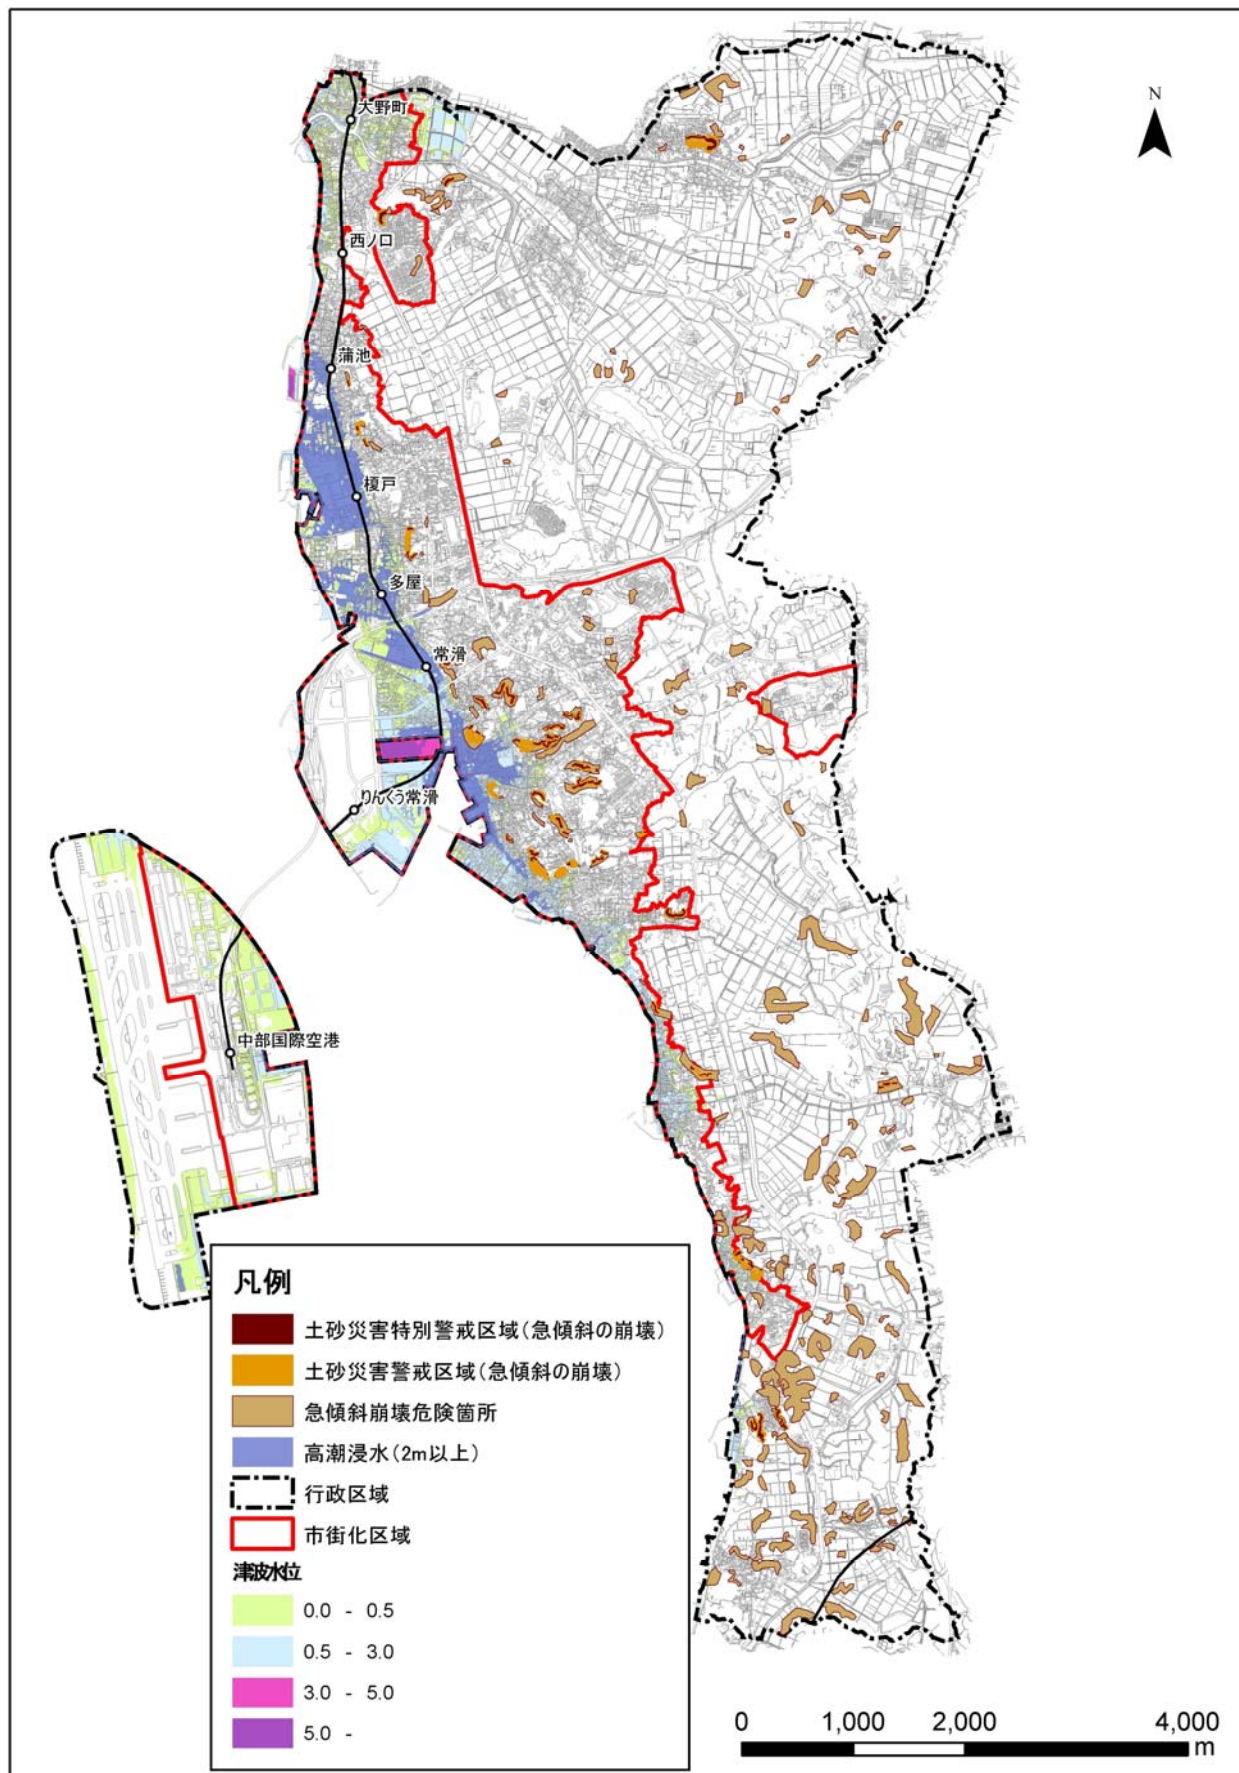 N
大野町
西ノ口
蒲池
榎戸
多屋
常滑
りんくう常滑
中部国際空港
凡例
土砂災害特別警戒区域(急傾斜の崩壊)
土砂災害警戒区域(急傾斜の崩壊)
急傾斜崩壊危険箇所
高潮浸水(2m以上)
行政区域
市街化区域
津波水位
0.0 - 0.5
0.5 - 3.0
3.0 - 5.0
5.0 -
0 1,000 2,000 4,000
m